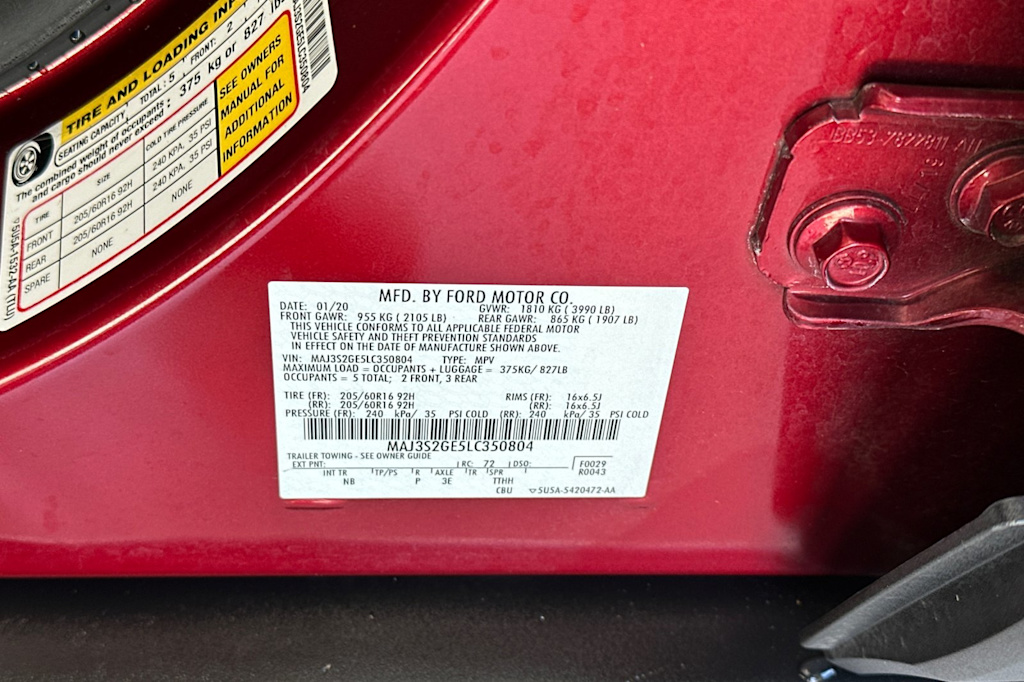 TIRE AND LOADING
SEATING CAPACITY TOTAL: 5 FRONT: 2
The combined weight of occupants
and cargo should never exceed: 375 kg or 827
TIRE SIZE COLD TIRE PRESSURE
FRONT 205/60R16 92H 240 KPA, 35 PSI
REAR 205/60R16 92H 240 KPA, 35 PSI
SPARE NONE NONE
SEE OWNERS
MANUAL FOR
ADDITIONAL
INFORMATION
MAJ3S2GE5LC350804
5USA-1532-AA (TLU)
MFD. BY FORD MOTOR CO.
DATE: 01/20 GVWR: 1810 KG ( 3990 LB)
FRONT GAWR: 955 KG ( 2105 LB) REAR GAWR: 865 KG ( 1907 LB)
THIS VEHICLE CONFORMS TO ALL APPLICABLE FEDERAL MOTOR
VEHICLE SAFETY AND THEFT PREVENTION STANDARDS
IN EFFECT ON THE DATE OF MANUFACTURE SHOWN ABOVE.
VIN: MAJ3S2GE5LC350804 TYPE: MPV
MAXIMUM LOAD = OCCUPANTS + LUGGAGE = 375KG/ 827LB
OCCUPANTS = 5 TOTAL; 2 FRONT, 3 REAR
TIRE (FR): 205/60R16 92H RIMS (FR): 16x6.5J
(RR): 205/60R16 92H (RR): 16x6.5J
PRESSURE (FR): 240 kPa/ 35 PSI COLD (RR): 240 kPa/ 35 PSI COLD
MAJ3S2GE5LC350804
TRAILER TOWING - SEE OWNER GUIDE
EXT PNT: RC: 72 DSO: F0029
INT TR TP/PS R AXLE TR SPR R0043
NB P 3E TTHH
CBU 5U5A-5420472-AA